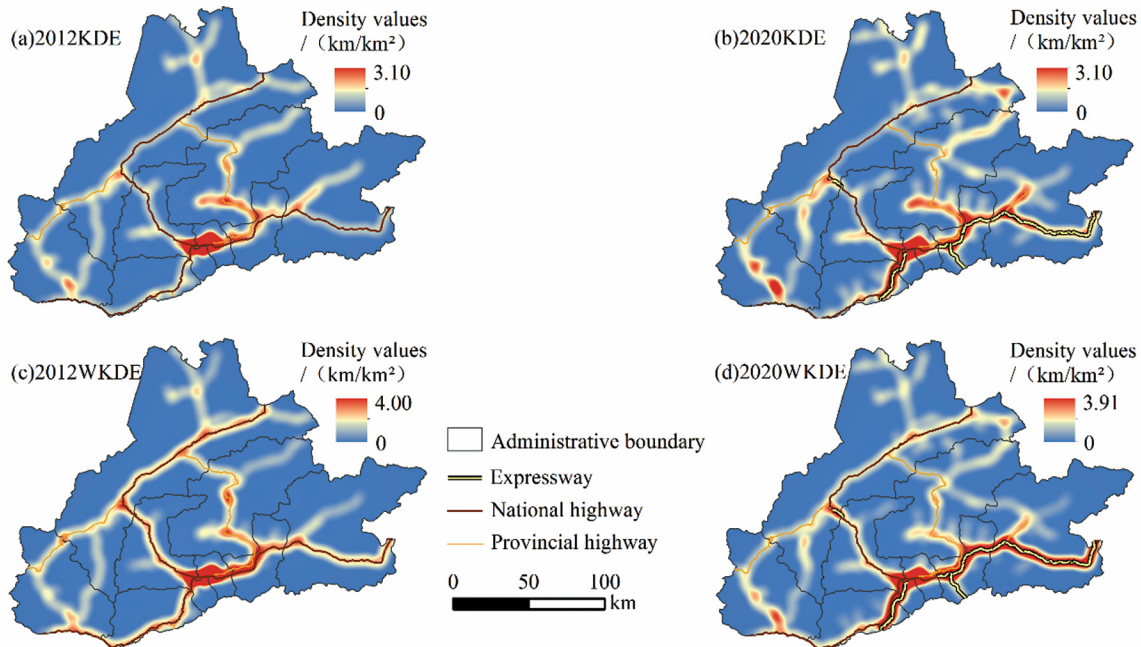 (a)2012KDE
Density values
/（km/km²）
3.10
0
(b)2020KDE
Density values
/（km/km²）
3.10
0
(c)2012WKDE
Density values
/（km/km²）
4.00
0
(d)2020WKDE
Density values
/（km/km²）
3.91
0
Administrative boundary
Expressway
National highway
Provincial highway
0 50 100
km